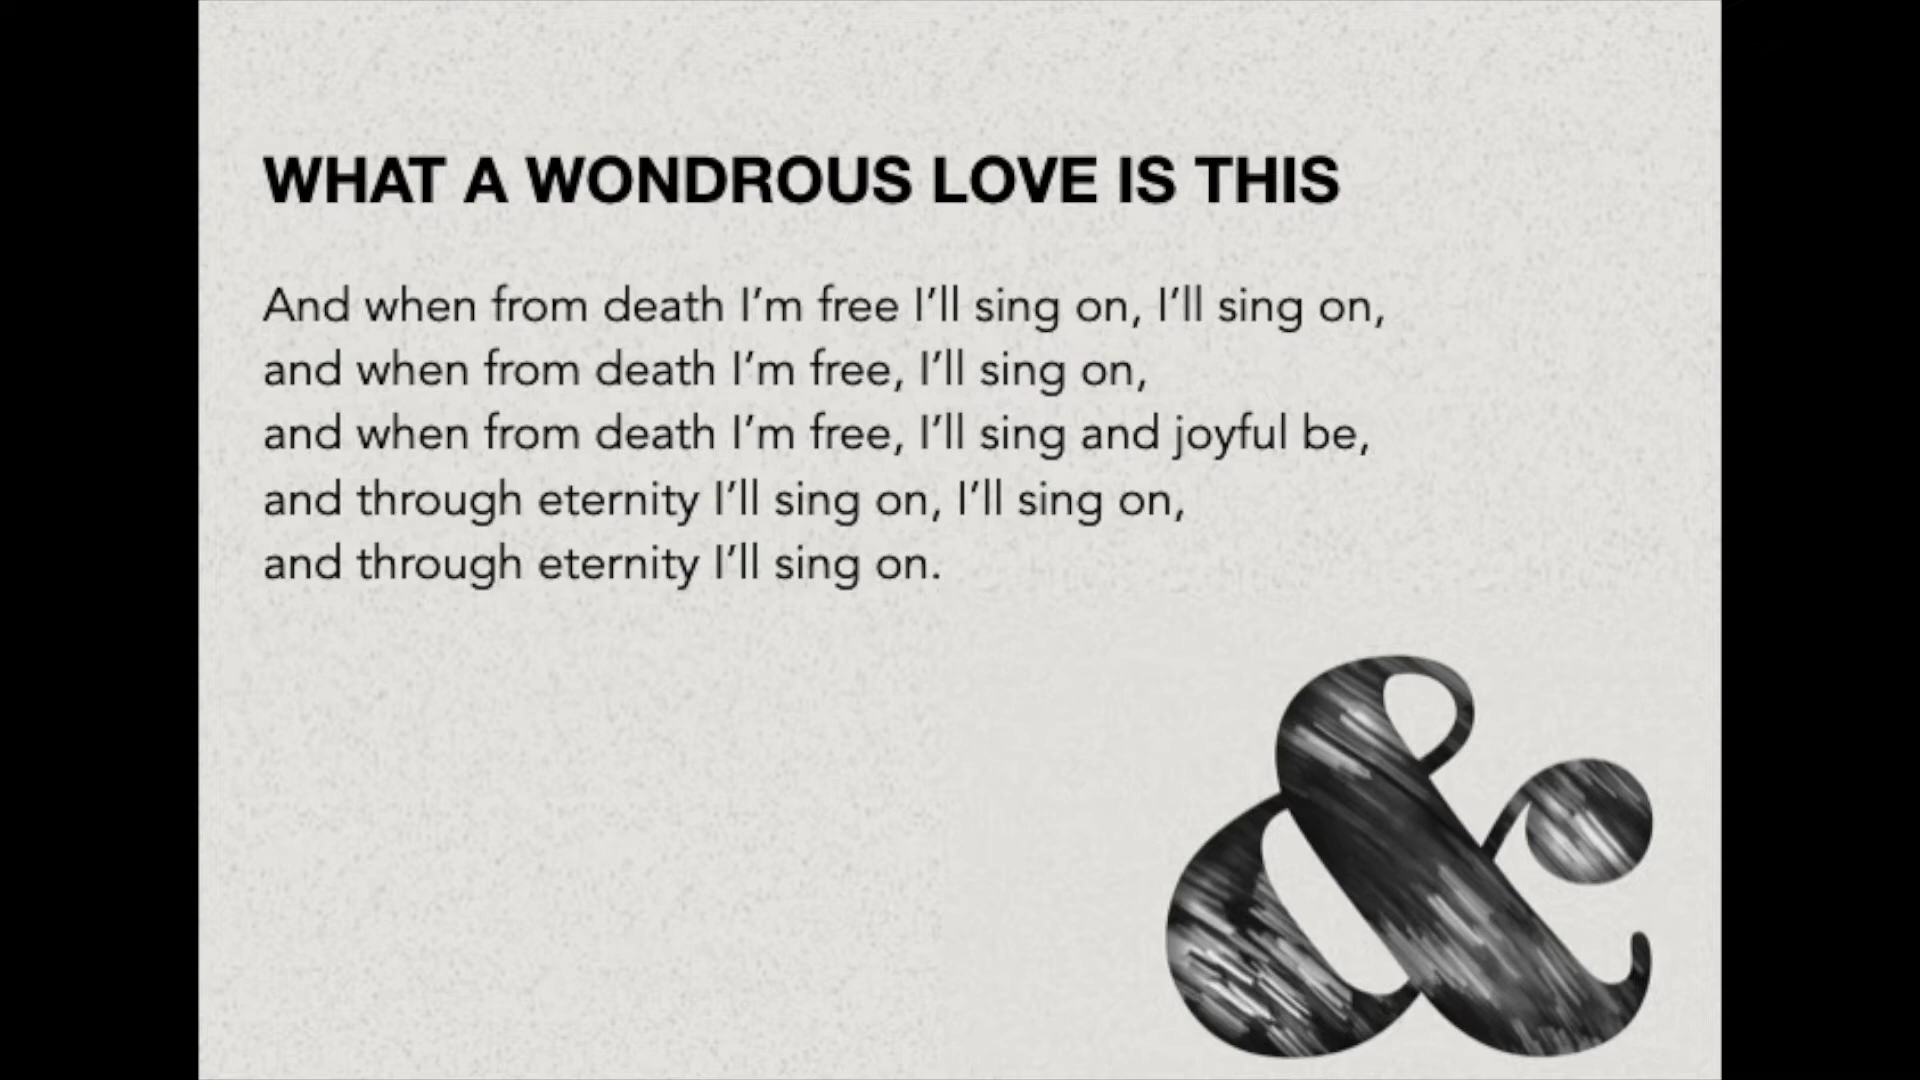 WHAT A WONDROUS LOVE IS THIS
And when from death I’m free I’ll sing on, I’ll sing on,
and when from death I’m free, I’ll sing on,
and when from death I’m free, I’ll sing and joyful be,
and through eternity I’ll sing on, I’ll sing on,
and through eternity I’ll sing on.
&